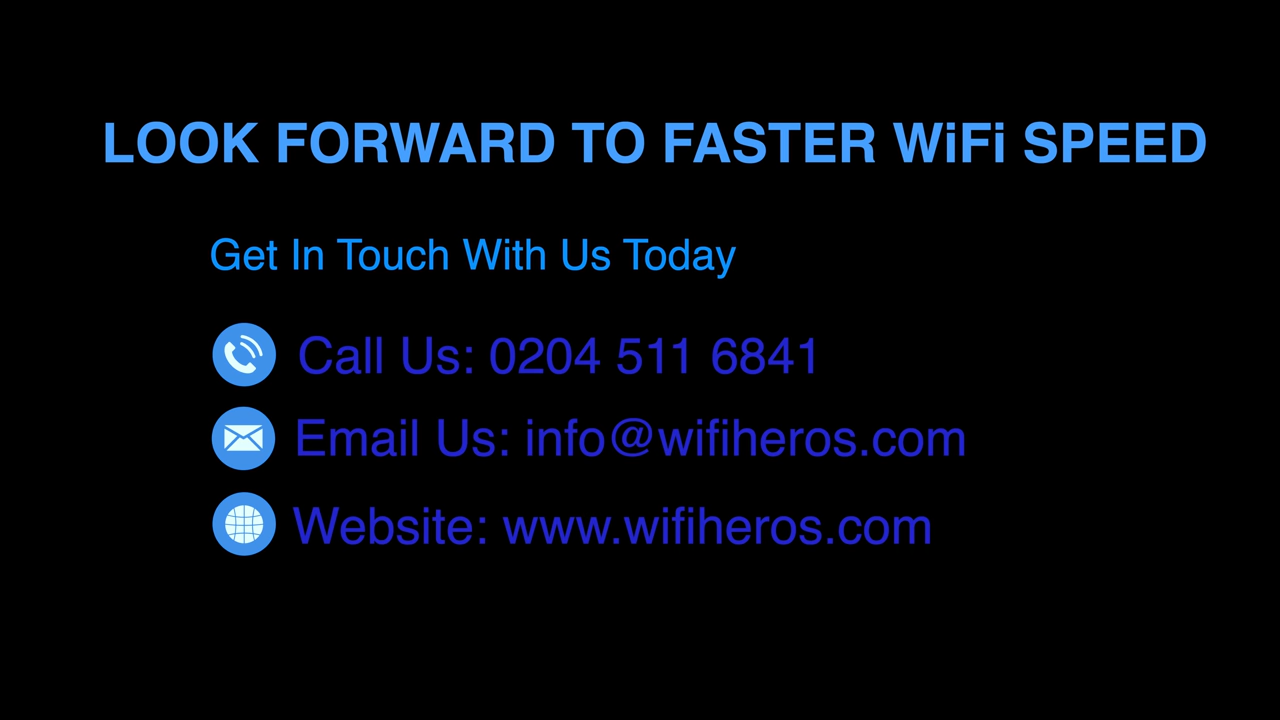 LOOK FORWARD TO FASTER WiFi SPEED
Get In Touch With Us Today
Call Us: 0204 511 6841
Email Us: info@wifiheros.com
Website: www.wifiheros.com